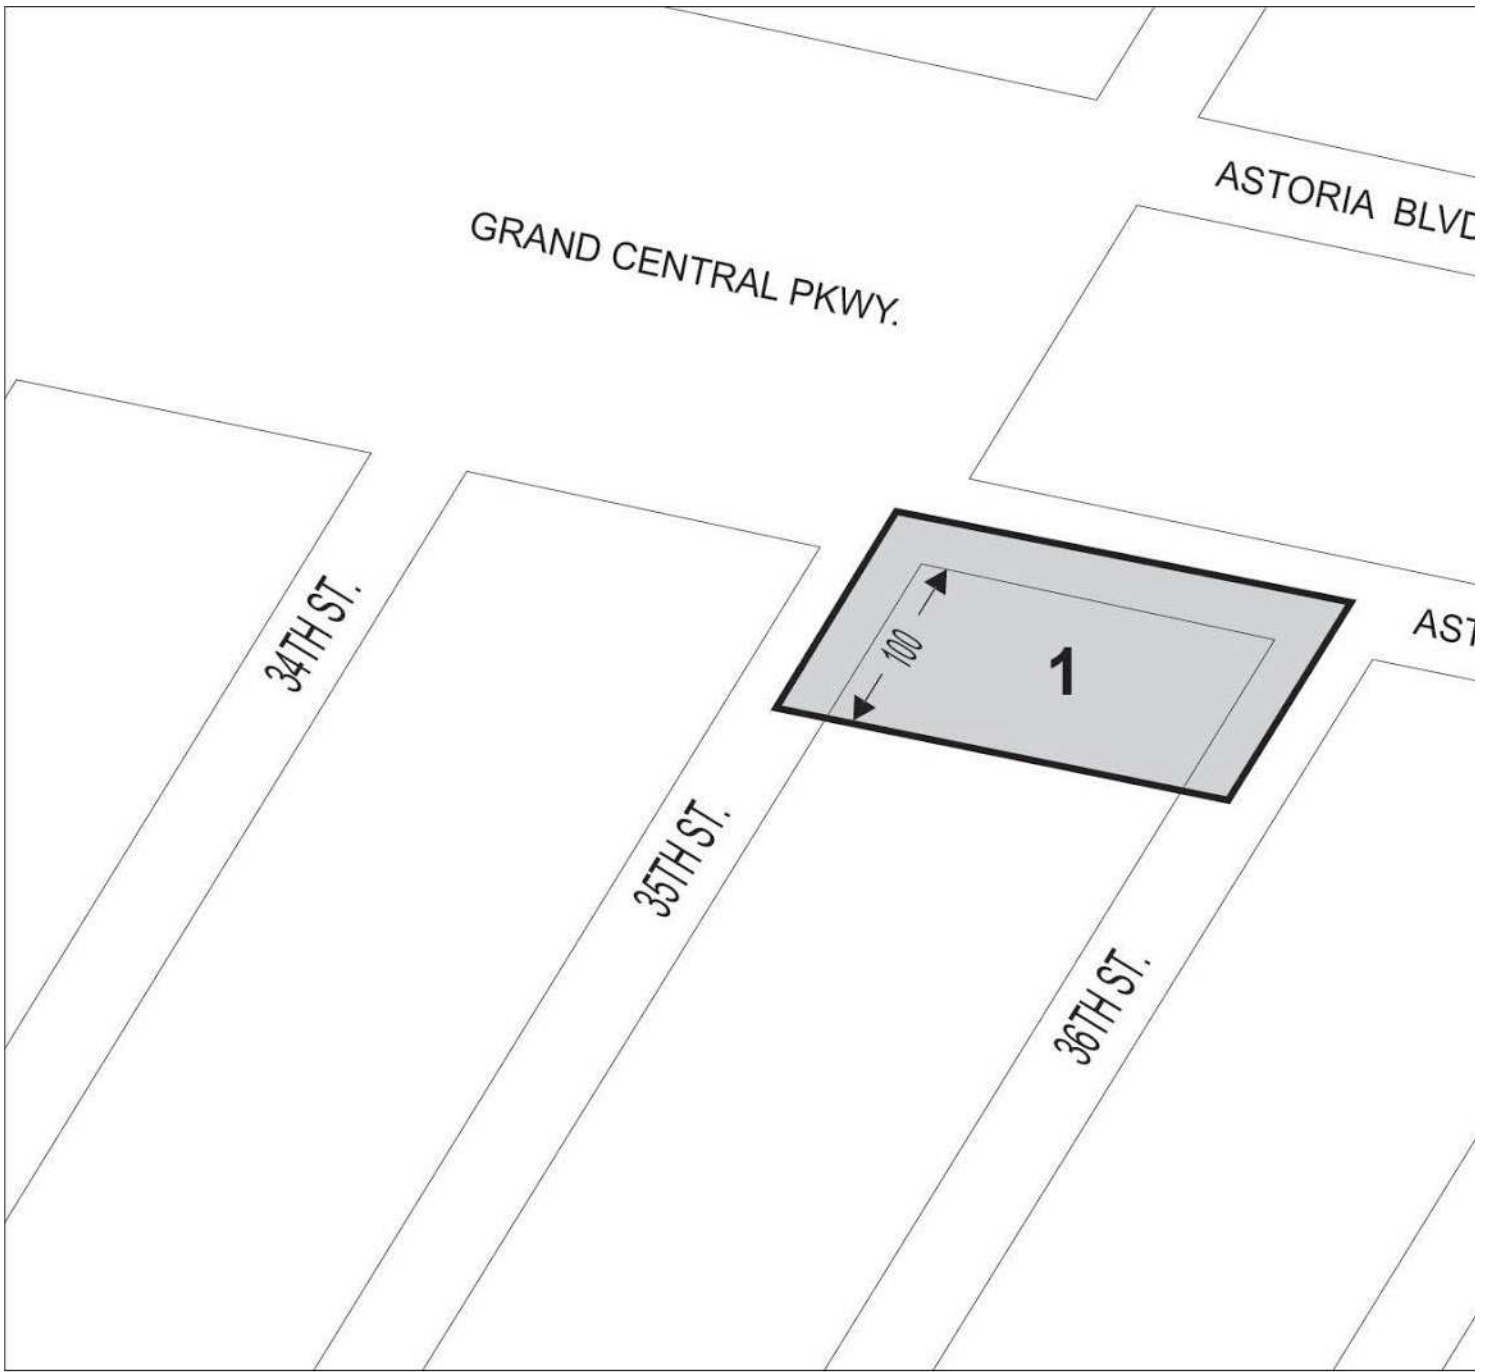 ASTORIA BLVD
GRAND CENTRAL PKWY.
34TH ST.
100
1
AST
35TH ST.
36TH ST.